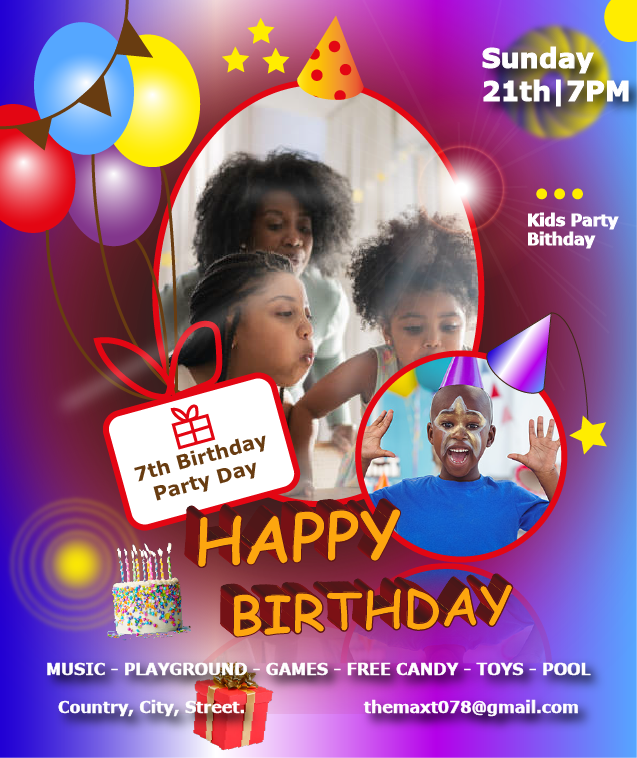 Sunday
21th|7PM
Kids Party
Bithday
7th Birthday
Party Day
HAPPY
BIRTHDAY
MUSIC - PLAYGROUND - GAMES - FREE CANDY - TOYS - POOL
Country, City, Street.
themaxt078@gmail.com